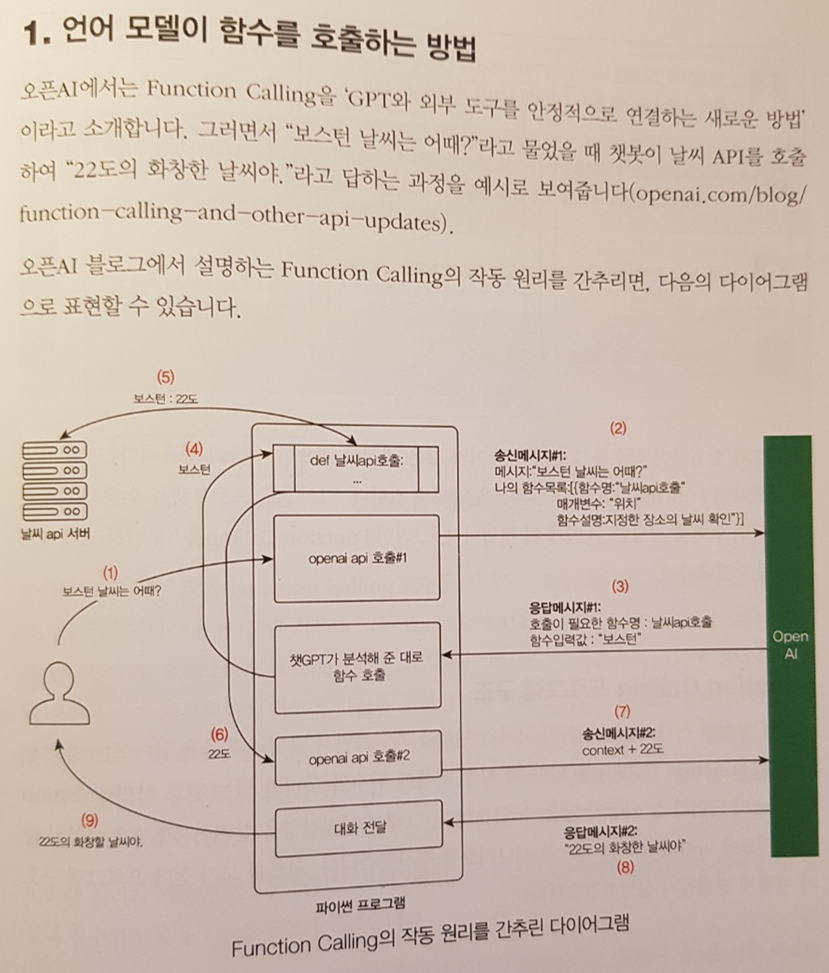 1. 언어 모델이 함수를 호출하는 방법
오픈AI에서는 Function Calling을 ‘GPT와 외부 도구를 안정적으로 연결하는 새로운 방법’
이라고 소개합니다. 그러면서 “보스턴 날씨는 어때?”라고 물었을 때 챗봇이 날씨 API를 호출
하여 “22도의 화창한 날씨야.”라고 답하는 과정을 예시로 보여줍니다(openai.com/blog/
function-calling-and-other-api-updates).
오픈AI 블로그에서 설명하는 Function Calling의 작동 원리를 간추리면, 다음의 다이어그램
으로 표현할 수 있습니다.
(5)
보스턴 : 22도
(4)
보스턴
def 날씨api호출:
...
(2)
송신메시지#1:
메시지:“보스턴 날씨는 어때?”
나의 함수목록:[{함수명:“날씨api호출“
매개변수: “위치”
함수설명:지정한 장소의 날씨 확인”}]
날씨 api 서버
(1)
보스턴 날씨는 어때?
openai api 호출#1
(3)
응답메시지#1:
호출이 필요한 함수명 : 날씨api호출
함수입력값 : “보스턴”
Open
AI
챗GPT가 분석해 준 대로
함수 호출
(6)
22도
openai api 호출#2
(7)
송신메시지#2:
context + 22도
(9)
22도의 화창할 날씨야.
대화 전달
응답메시지#2:
“22도의 화창한 날씨야”
(8)
파이썬 프로그램
Function Calling의 작동 원리를 간추린 다이어그램